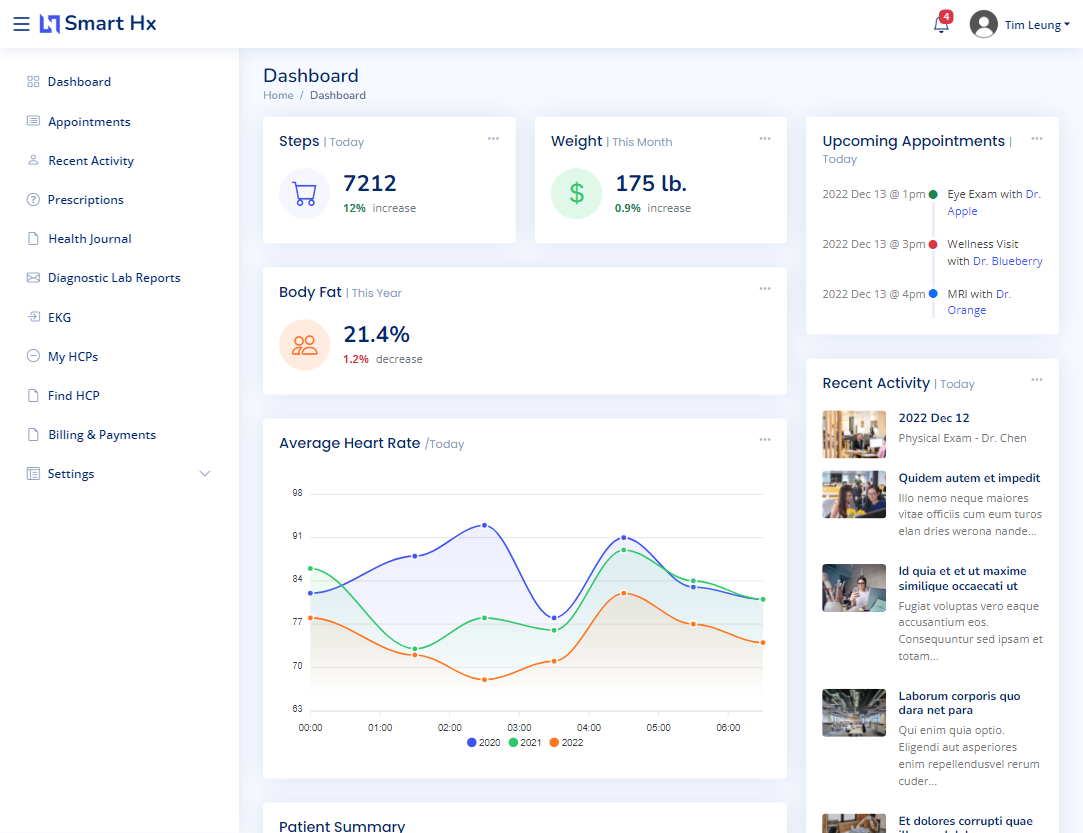 Smart Hx
4
Tim Leung
Dashboard
Appointments
Recent Activity
Prescriptions
Health Journal
Diagnostic Lab Reports
EKG
My HCPs
Find HCP
Billing & Payments
Settings
Dashboard
Home / Dashboard
Steps | Today
7212
12% increase
Weight | This Month
$
175 lb.
0.9% increase
Body Fat | This Year
21.4%
1.2% decrease
Average Heart Rate /Today
98
91
84
77
70
63
00:00 01:00 02:00 03:00 04:00 05:00 06:00
2020 2021 2022
Patient Summary
Upcoming Appointments |
Today
2022 Dec 13 @ 1pm Eye Exam with Dr.
Apple
2022 Dec 13 @ 3pm Wellness Visit
with Dr. Blueberry
2022 Dec 13 @ 4pm MRI with Dr.
Orange
Recent Activity | Today
2022 Dec 12
Physical Exam - Dr. Chen
Quidem autem et impedit
Illo nemo neque maiores
vitae officiis cum eum turos
elan dries werona nande...
Id quia et et ut maxime
similique occaecati ut
Fugiat voluptas vero eaque
accusantium eos.
Consequuntur sed ipsam et
totam...
Laborum corporis quo
dara net para
Qui enim quia optio.
Eligendi aut asperiores
enim repellendusvel rerum
cuder...
Et dolores corrupti quae